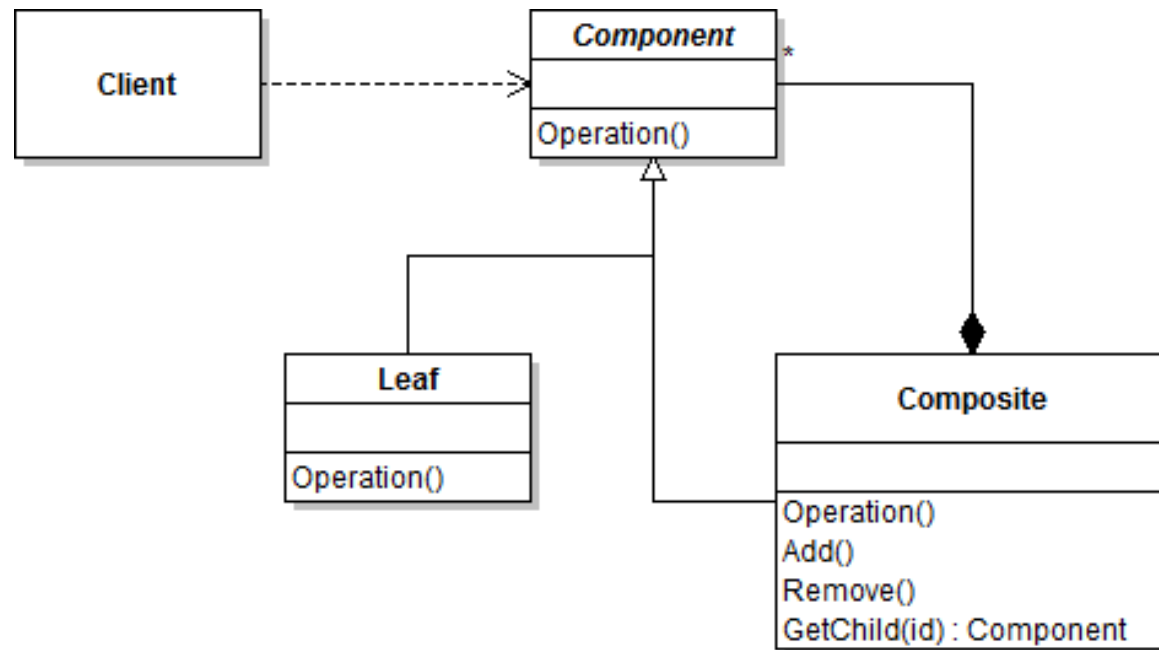 Client
Component
*
Operation()
Leaf
Operation()
Composite
Operation()
Add()
Remove()
GetChild(id) : Component